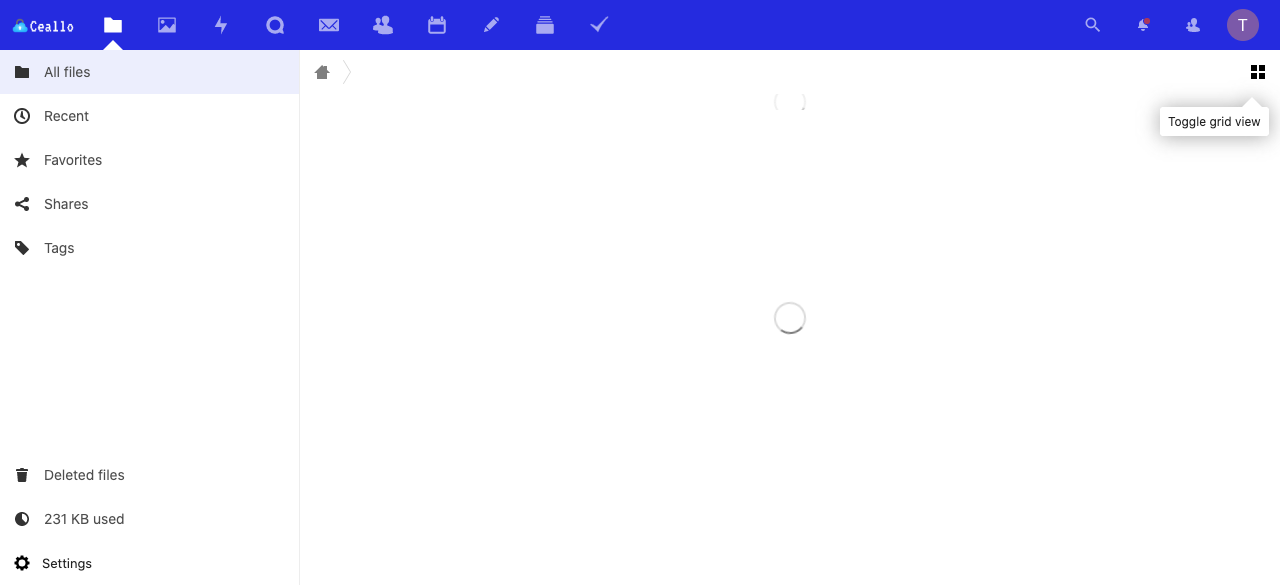 Ceallo
T
All files
Recent
Favorites
Shares
Tags
Toggle grid view
Deleted files
231 KB used
Settings